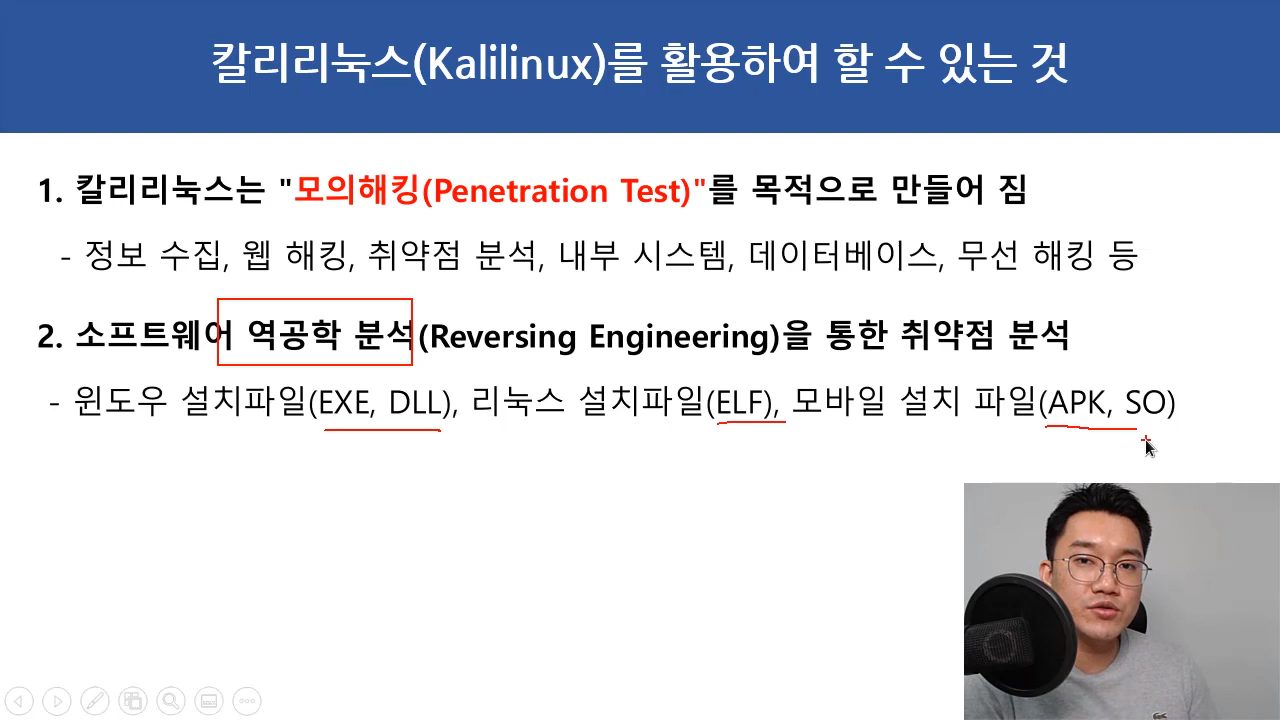 칼리리눅스(Kalilinux)를 활용하여 할 수 있는 것
1. 칼리리눅스는 "모의해킹(Penetration Test)"를 목적으로 만들어 짐
- 정보 수집, 웹 해킹, 취약점 분석, 내부 시스템, 데이터베이스, 무선 해킹 등
2. 소프트웨어 역공학 분석(Reversing Engineering)을 통한 취약점 분석
- 윈도우 설치파일(EXE, DLL), 리눅스 설치파일(ELF), 모바일 설치 파일(APK, SO)